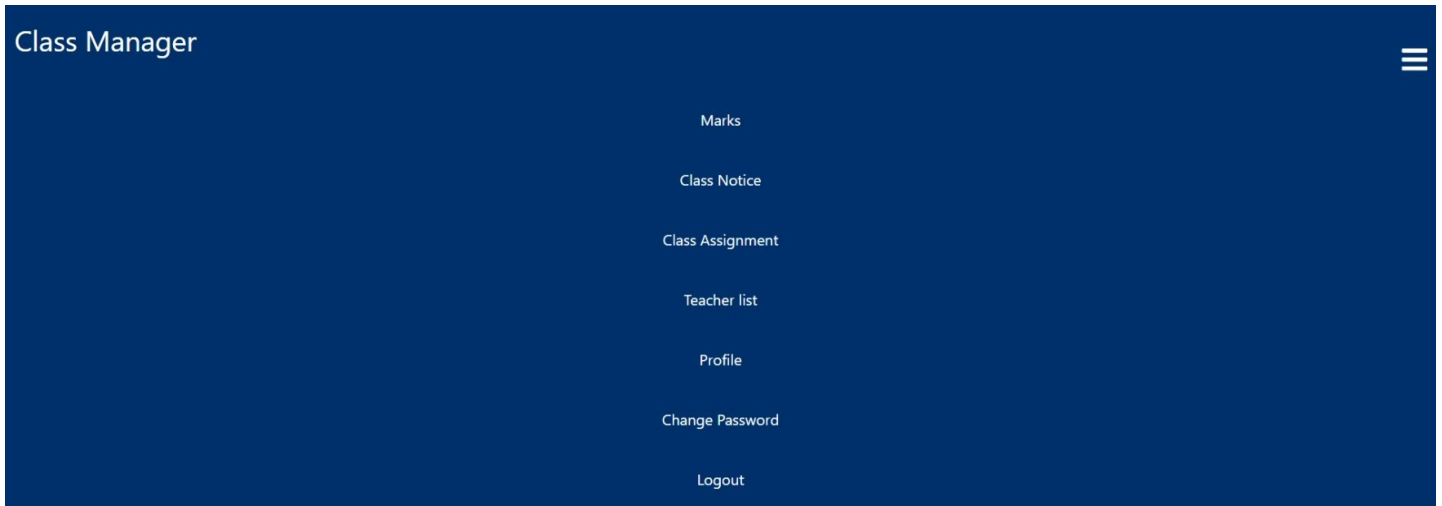 Class Manager
Marks
Class Notice
Class Assignment
Teacher list
Profile
Change Password
Logout